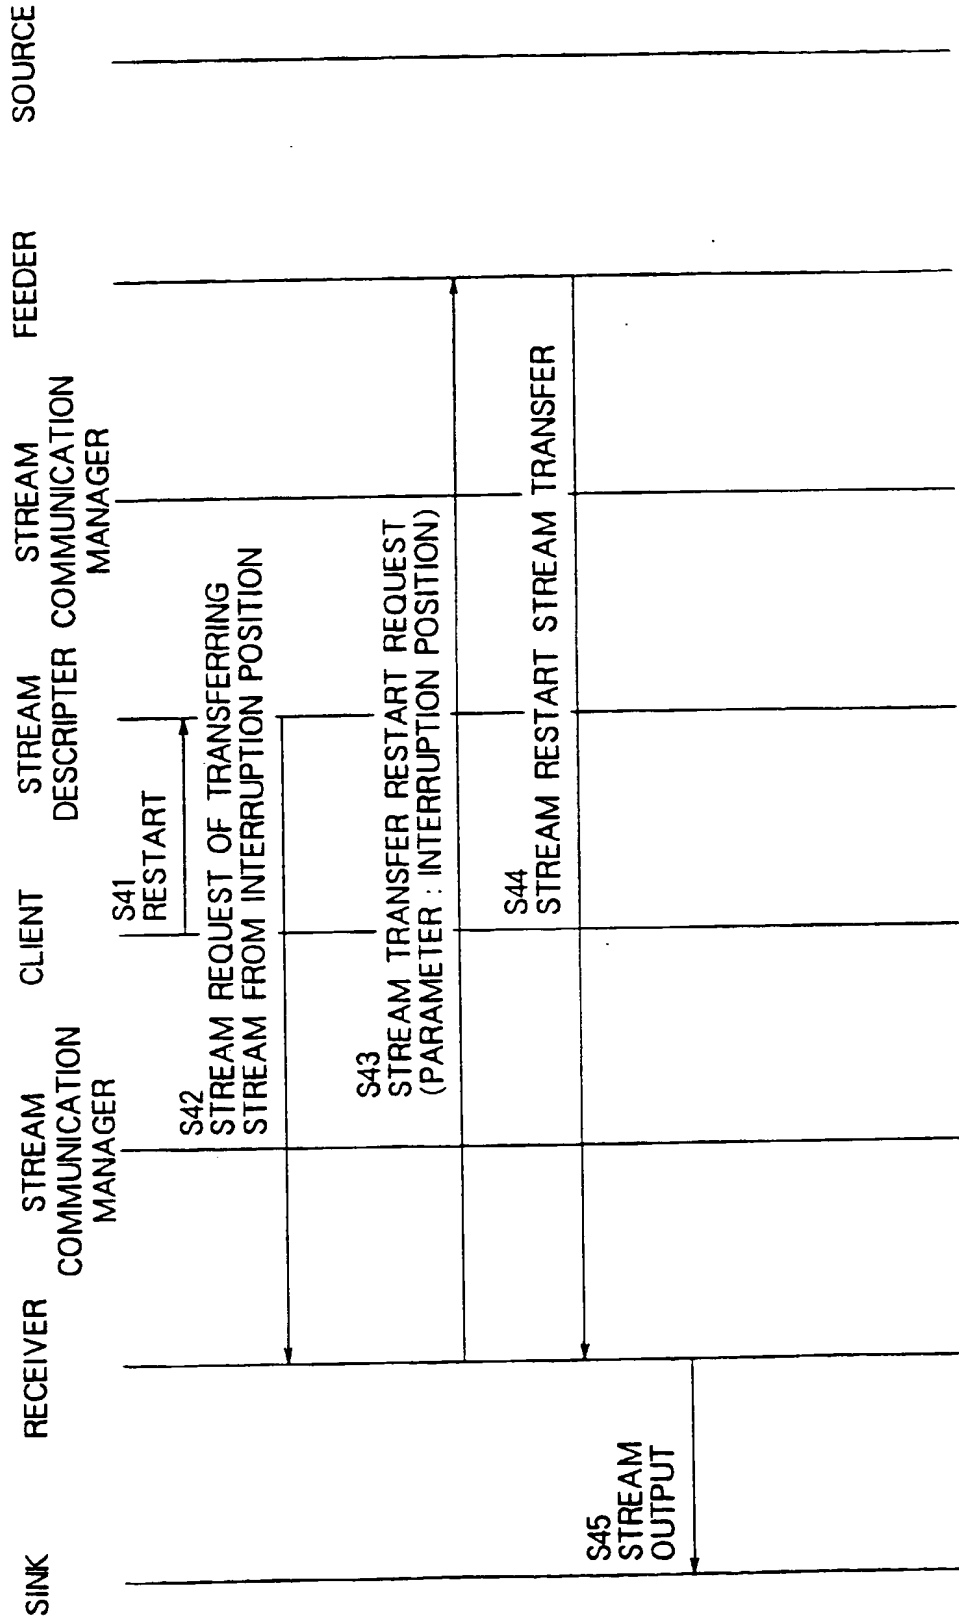 SINK
RECEIVER
STREAM
COMMUNICATION
MANAGER
CLIENT
STREAM
DESCRIPTER
STREAM
COMMUNICATION
MANAGER
FEEDER
SOURCE
S41
RESTART
S42
STREAM REQUEST OF TRANSFERRING
STREAM FROM INTERRUPTION POSITION
S43
STREAM TRANSFER RESTART REQUEST
(PARAMETER : INTERRUPTION POSITION)
S44
STREAM RESTART STREAM TRANSFER
S45
STREAM
OUTPUT